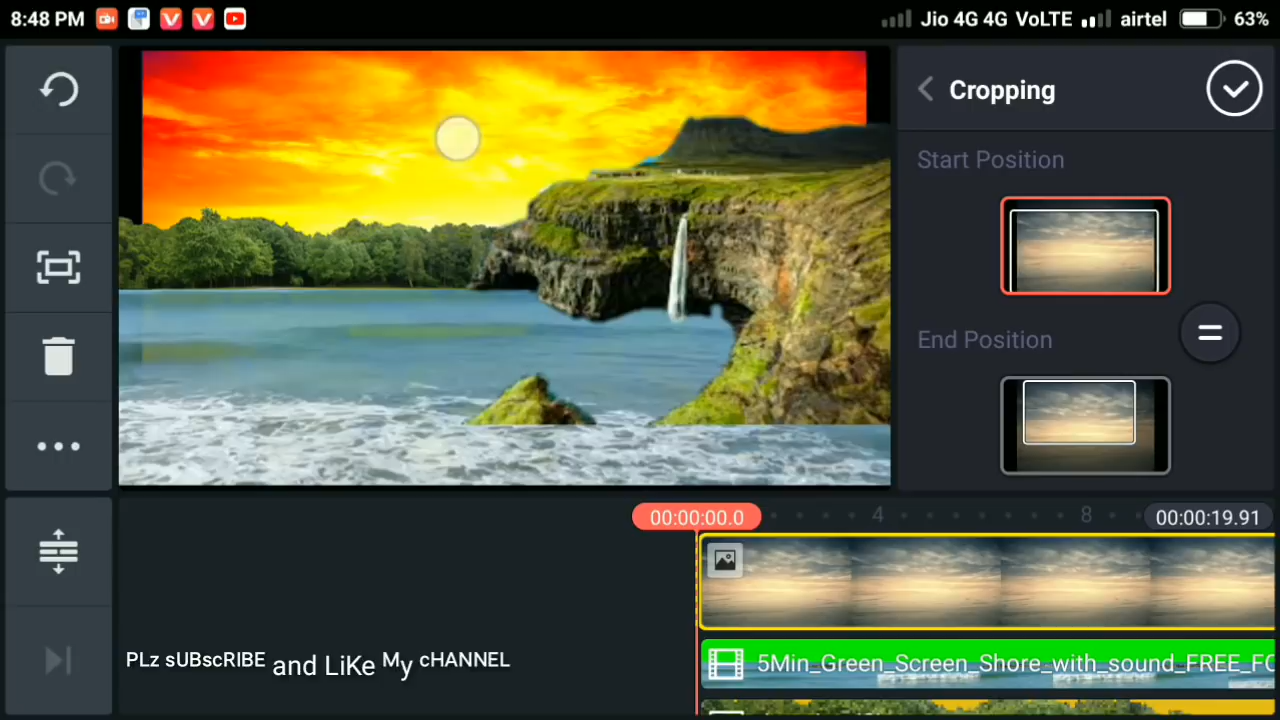 8:48 PM Jio 4G 4G VoLTE airtel 63%
Cropping
Start Position
End Position
00:00:00.0 4 8 00:00:19.91
5Min_Green_Screen_Shore_with_sound_FREE_FO
PLz sUBscRIBE and LiKe My cHANNEL